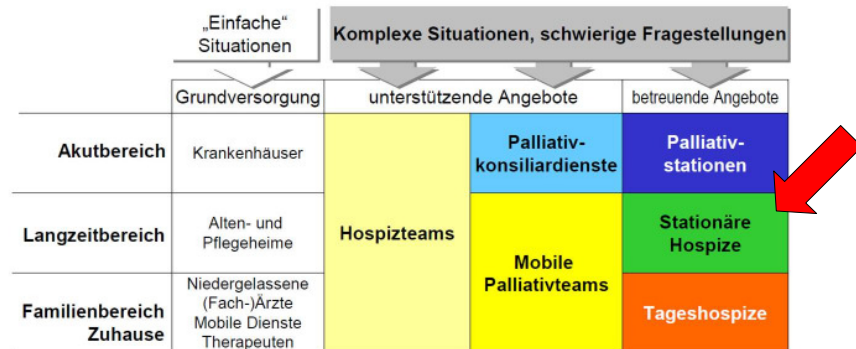 „Einfache“
Situationen
Komplexe Situationen, schwierige Fragestellungen
Grundversorgung
unterstützende Angebote
betreuende Angebote
Akutbereich
Krankenhäuser
Palliativ-
konsiliardienste
Palliativ-
stationen
Langzeitbereich
Alten- und
Pflegeheime
Hospizteams
Mobile
Palliativteams
Stationäre
Hospize
Familienbereich
Zuhause
Niedergelassene
(Fach-)Ärzte
Mobile Dienste
Therapeuten
Tageshospize